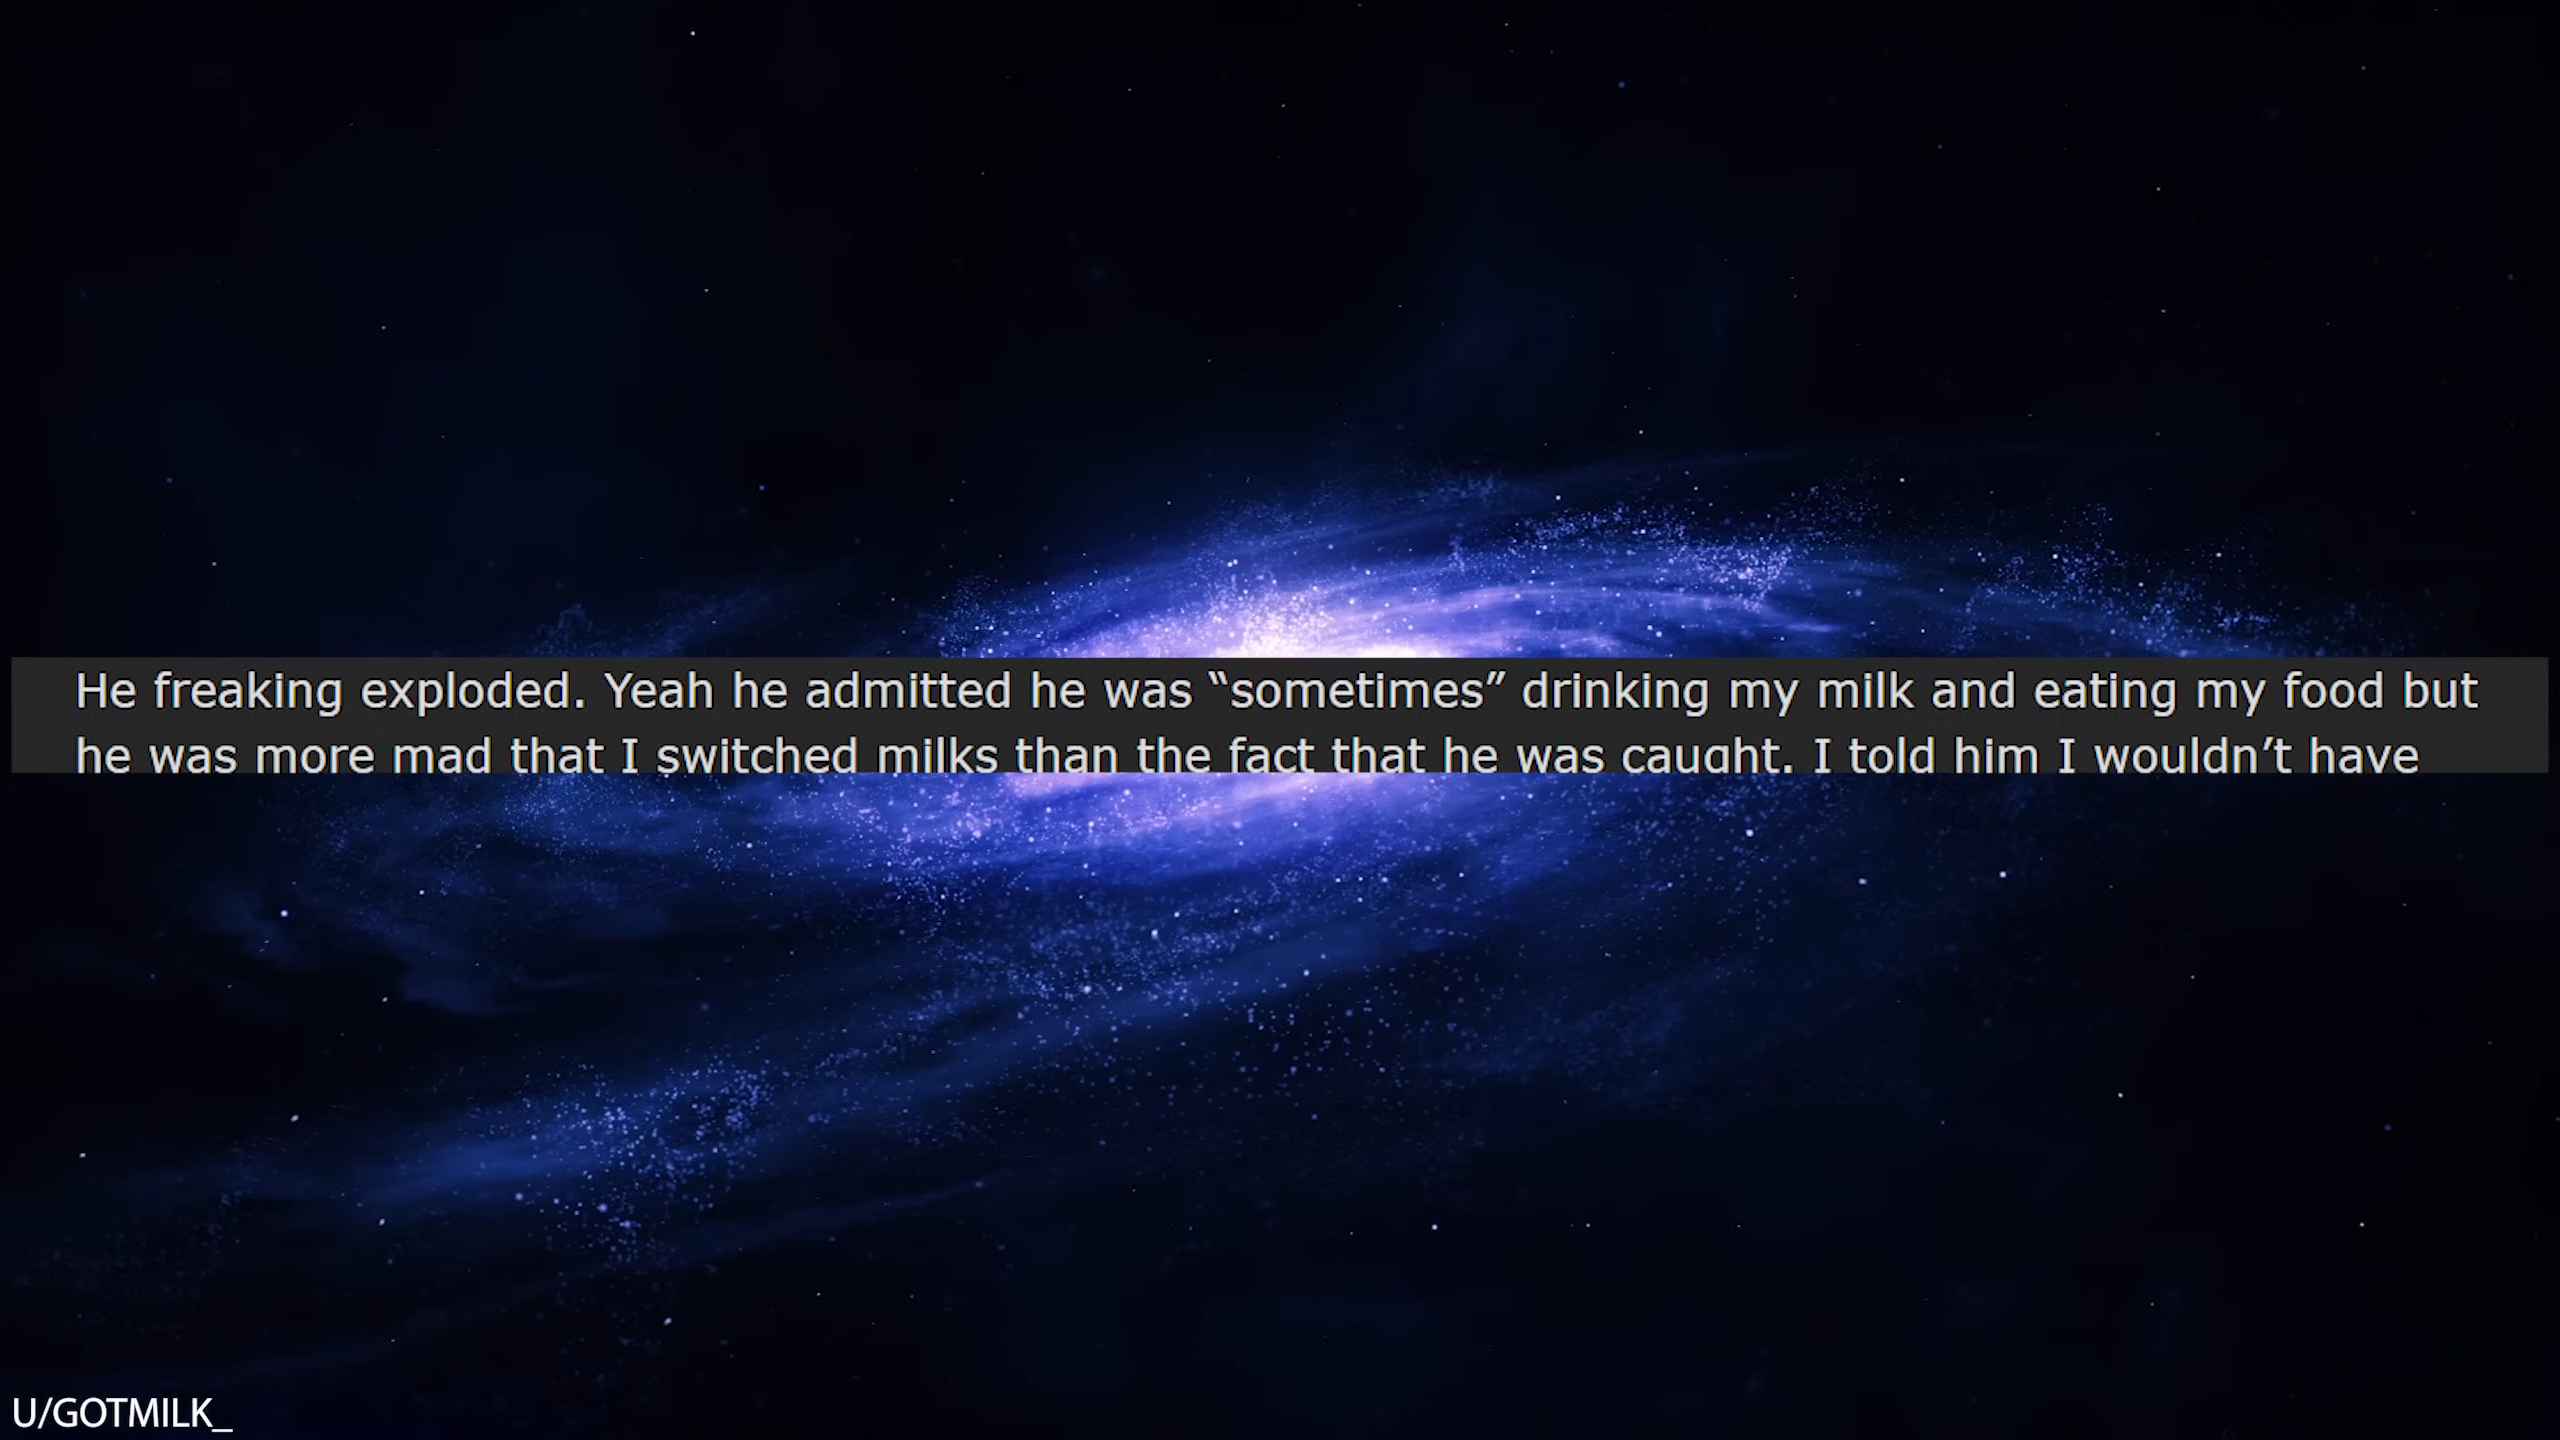 He freaking exploded. Yeah he admitted he was “sometimes” drinking my milk and eating my food but
he was more mad that I switched milks than the fact that he was caught. I told him I wouldn’t have
U/GOTMILK_